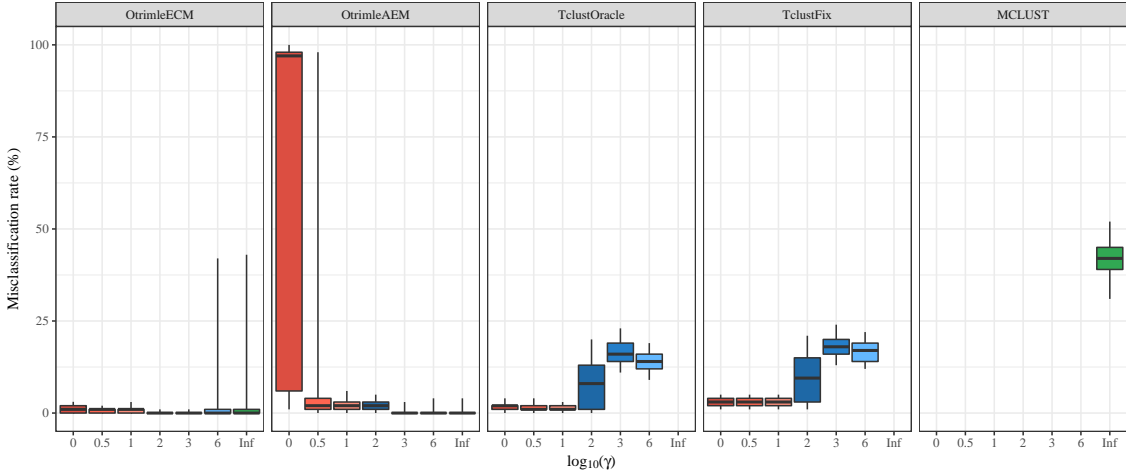 OtrimleECM OtrimleAEM TclustOracle TclustFix MCLUST
Misclassification rate (%)
100
75
50
25
0
0 0.5 1 2 3 6 Inf 0 0.5 1 2 3 6 Inf 0 0.5 1 2 3 6 Inf 0 0.5 1 2 3 6 Inf 0 0.5 1 2 3 6 Inf
log₁₀(γ)